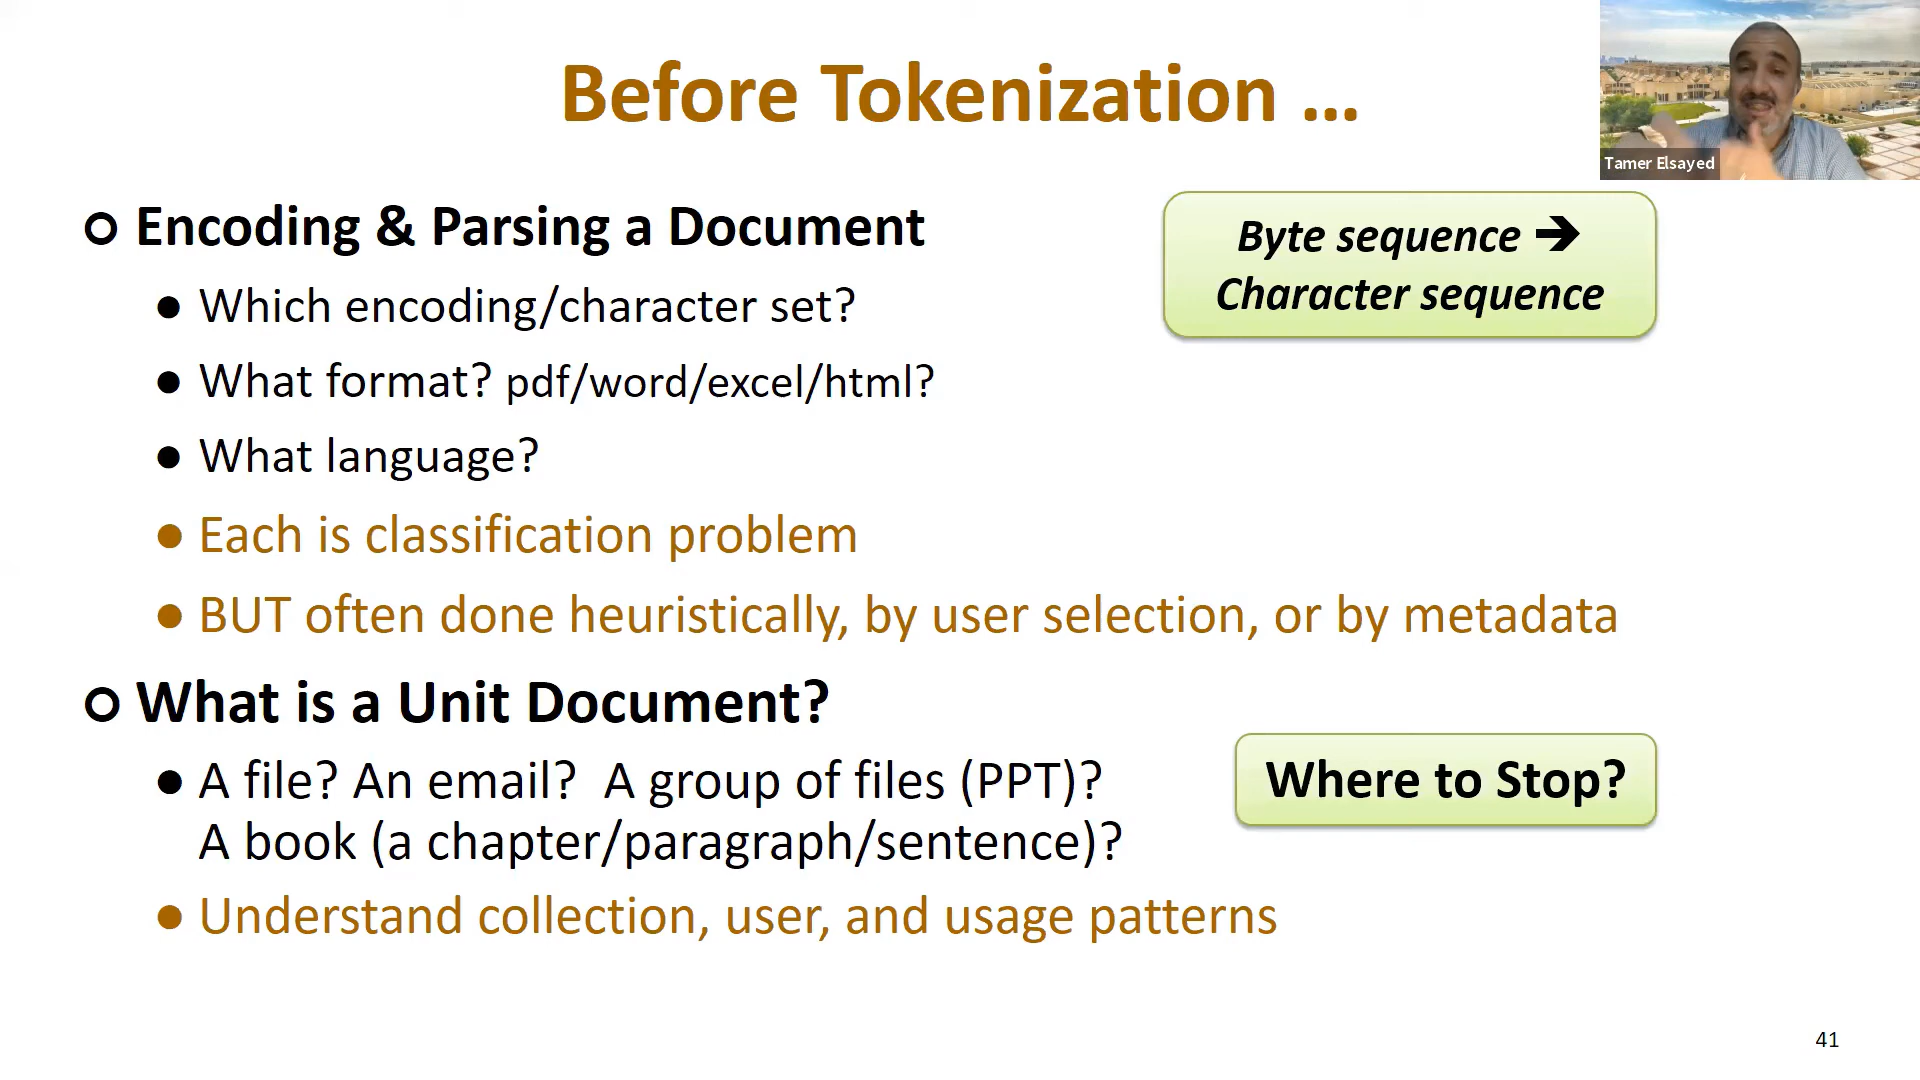 Before Tokenization ...
Tamer Elsayed
○ Encoding & Parsing a Document
Byte sequence ➔
Character sequence
● Which encoding/character set?
● What format? pdf/word/excel/html?
● What language?
● Each is classification problem
● BUT often done heuristically, by user selection, or by metadata
○ What is a Unit Document?
● A file? An email?  A group of files (PPT)?
A book (a chapter/paragraph/sentence)?
Where to Stop?
● Understand collection, user, and usage patterns
41